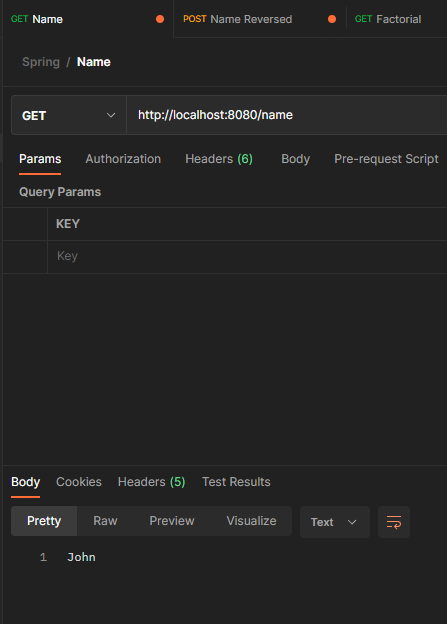 GET Name POST Name Reversed GET Factorial
Spring / Name
GET http://localhost:8080/name
Params Authorization Headers (6) Body Pre-request Script
Query Params
KEY
Key
Body Cookies Headers (5) Test Results
Pretty Raw Preview Visualize Text
1 John